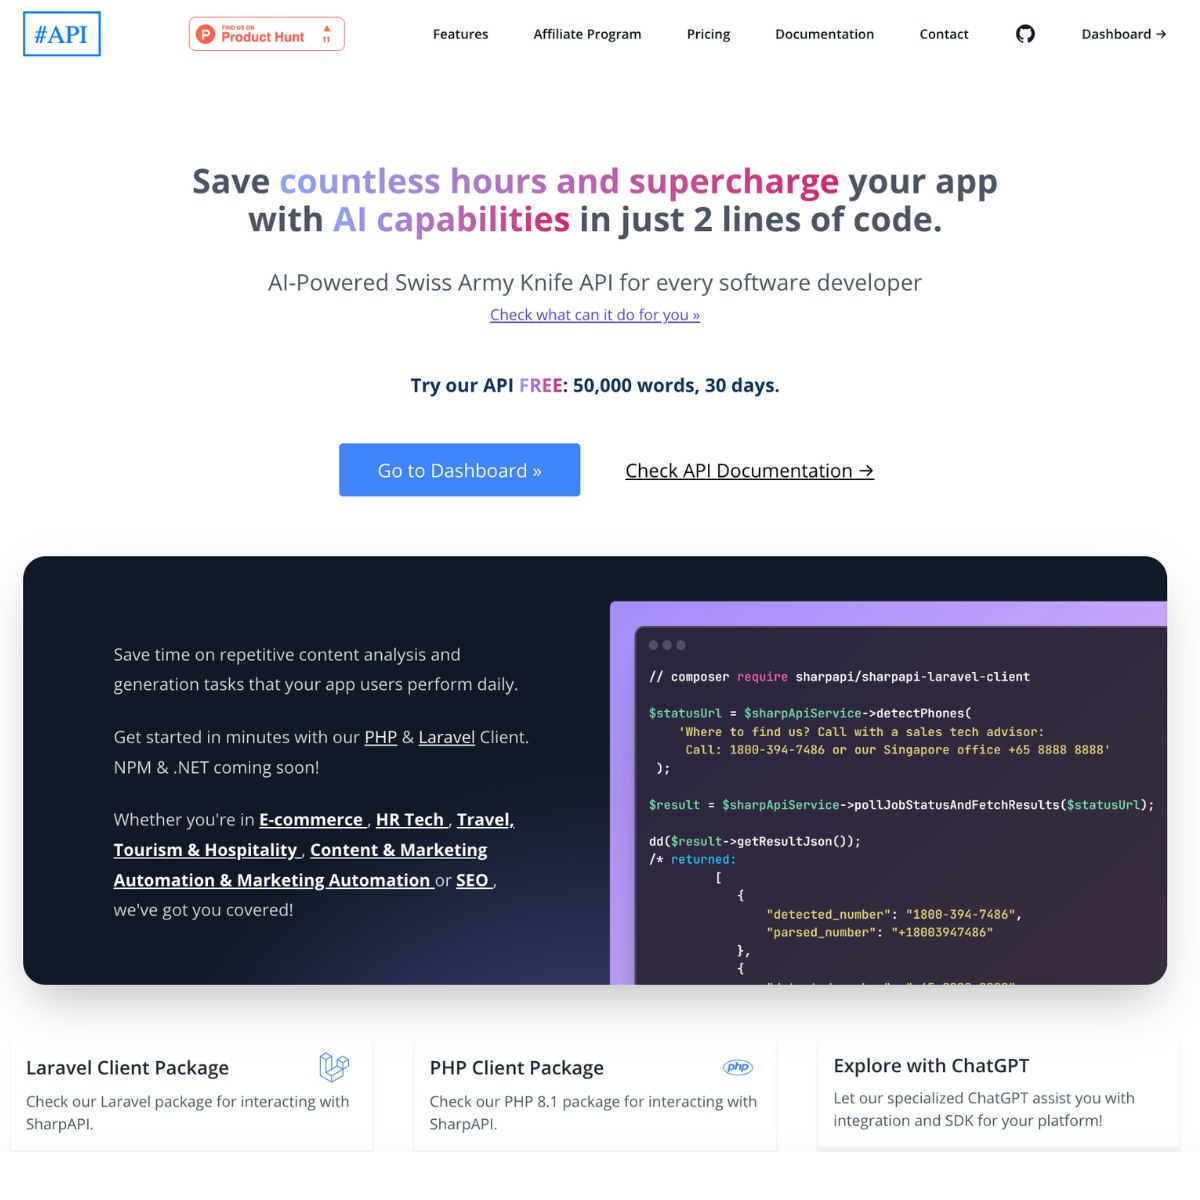 #API
FIND US ON
Product Hunt
11
Features
Affiliate Program
Pricing
Documentation
Contact
Dashboard →
Save countless hours and supercharge your app
with AI capabilities in just 2 lines of code.
AI-Powered Swiss Army Knife API for every software developer
Check what can it do for you »
Try our API FREE: 50,000 words, 30 days.
Go to Dashboard »
Check API Documentation →
Save time on repetitive content analysis and
generation tasks that your app users perform daily.
Get started in minutes with our PHP & Laravel Client.
NPM & .NET coming soon!
Whether you're in E-commerce , HR Tech , Travel,
Tourism & Hospitality , Content & Marketing
Automation & Marketing Automation or SEO ,
we've got you covered!
// composer require sharpapi/sharpapi-laravel-client
$statusUrl = $sharpApiService->detectPhones(
'Where to find us? Call with a sales tech advisor:
Call: 1800-394-7486 or our Singapore office +65 8888 8888'
);
$result = $sharpApiService->pollJobStatusAndFetchResults($statusUrl);
dd($result->getResultJson());
/* returned:
[
{
"detected_number": "1800-394-7486",
"parsed_number": "+18003947486"
},
{
Laravel Client Package
Check our Laravel package for interacting with
SharpAPI.
PHP Client Package
php
Check our PHP 8.1 package for interacting with
SharpAPI.
Explore with ChatGPT
Let our specialized ChatGPT assist you with
integration and SDK for your platform!